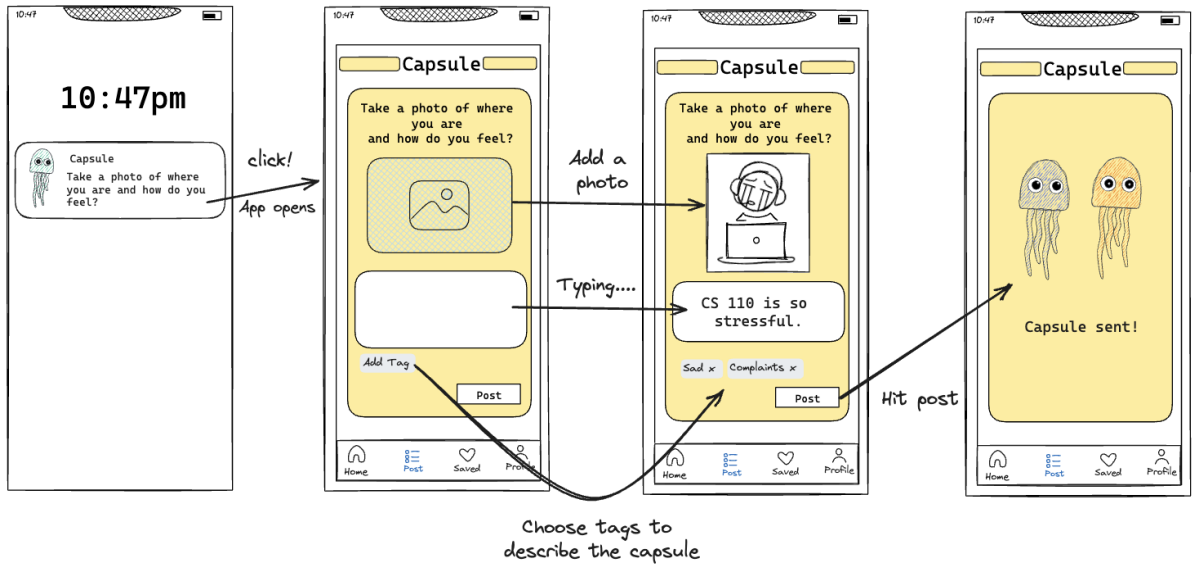 10:47
10:47pm
Capsule
Take a photo of where
you are and how do you
feel?
click!
App opens
10:47
Capsule
Take a photo of where
you are
and how do you feel?
Add Tag
Post
Home
Post
Saved
Profile
Add a
photo
Typing....
Choose tags to
describe the capsule
10:47
Capsule
Take a photo of where
you are
and how do you feel?
CS 110 is so
stressful.
Sad x
Complaints x
Post
Home
Post
Saved
Profile
Hit post
10:47
Capsule
Capsule sent!
Home
Post
Saved
Profile